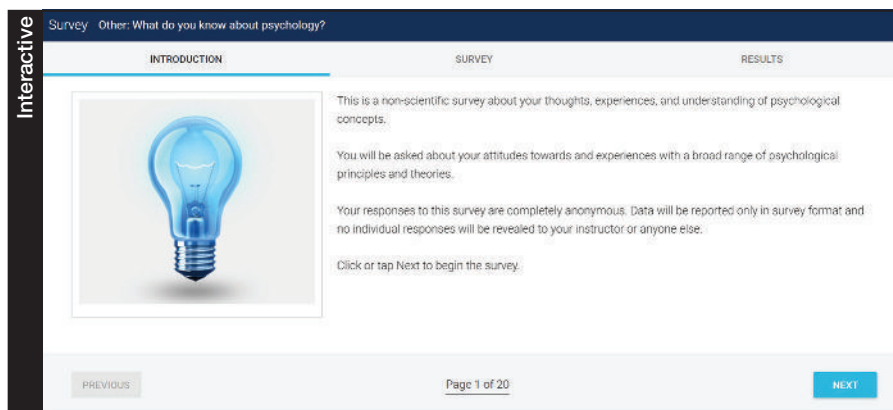 Interactive
Survey Other: What do you know about psychology?
INTRODUCTION
SURVEY
RESULTS
This is a non-scientific survey about your thoughts, experiences, and understanding of psychological
concepts.
You will be asked about your attitudes towards and experiences with a broad range of psychological
principles and theories.
Your responses to this survey are completely anonymous. Data will be reported only in survey format and
no individual responses will be revealed to your instructor or anyone else.
Click or tap Next to begin the survey.
PREVIOUS
Page 1 of 20
NEXT